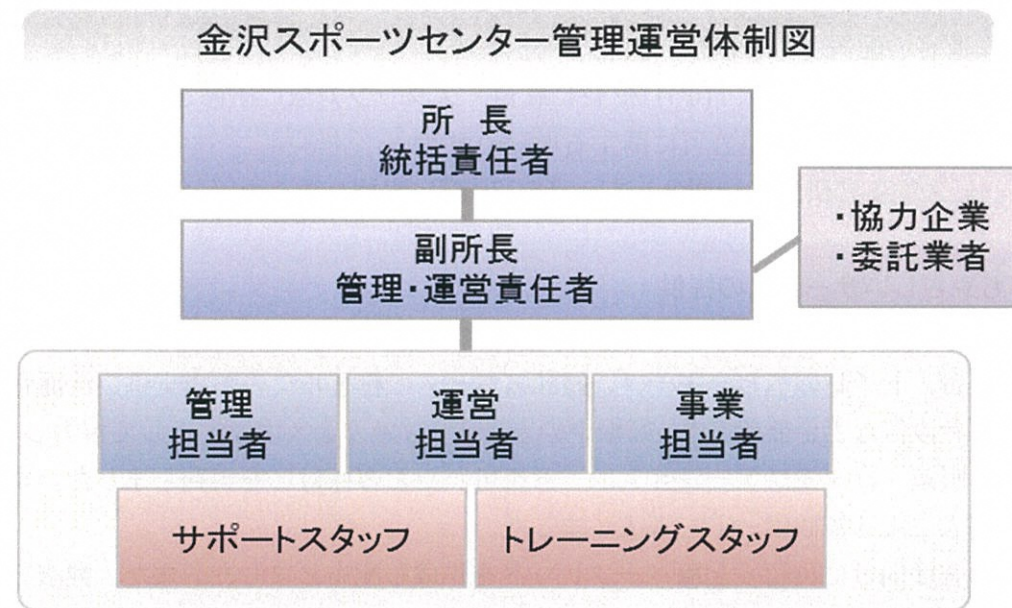 金沢スポーツセンター管理運営体制図
所 長
統括責任者
副所長
管理・運営責任者
・協力企業
・委託業者
管理
担当者
運営
担当者
事業
担当者
サポートスタッフ
トレーニングスタッフ